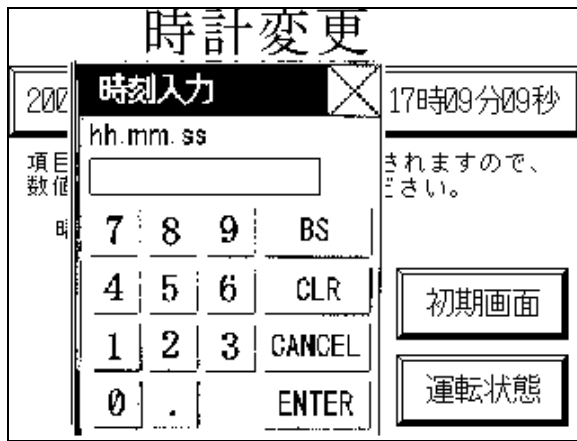 時計変更
200
時刻入力
17時09分09秒
hh.mm.ss
項目
されますので、
数値
ださい。
時
7 8 9 BS
4 5 6 CLR
初期画面
1 2 3 CANCEL
0 . ENTER
運転状態